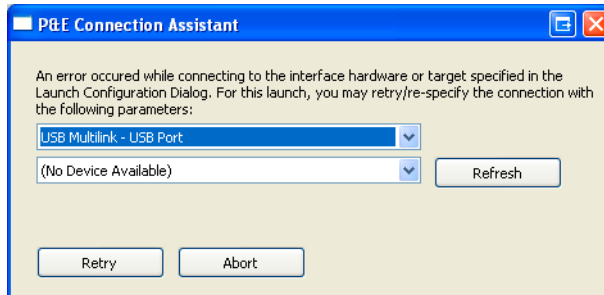 P&E Connection Assistant
An error occured while connecting to the interface hardware or target specified in the
Launch Configuration Dialog. For this launch, you may retry/re-specify the connection with
the following parameters:
USB Multilink - USB Port
(No Device Available)
Refresh
Retry
Abort